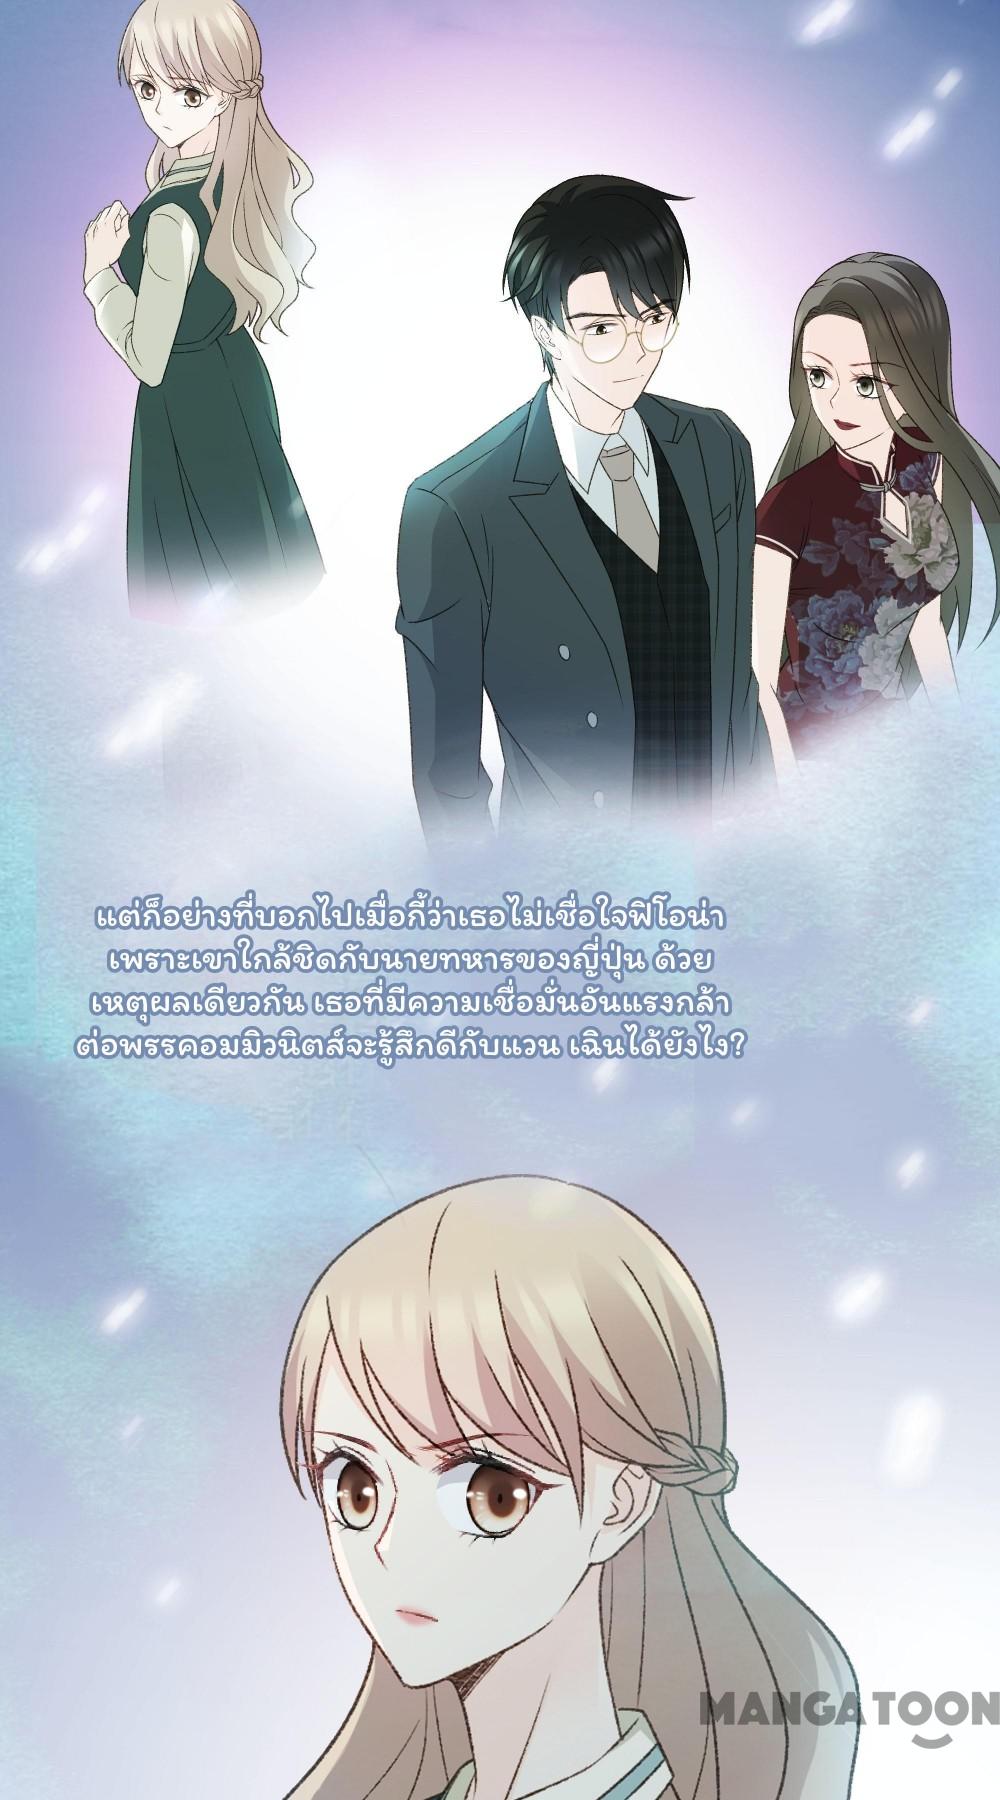 แต่ก็อย่างที่บอกไปเมื่อกี้ว่าเธอไม่เชื่อใจฟิโอน่า
เพราะเขาใกล้ชิดกับนายทหารของญี่ปุ่น ด้วย
เหตุผลเดียวกัน เธอที่มีความเชื่อมั่นอันแรงกล้า
ต่อพรรคอมมิวนิตส์จะรู้สึกดีกับแวน เฉินได้ยังไง?
MANGATOON